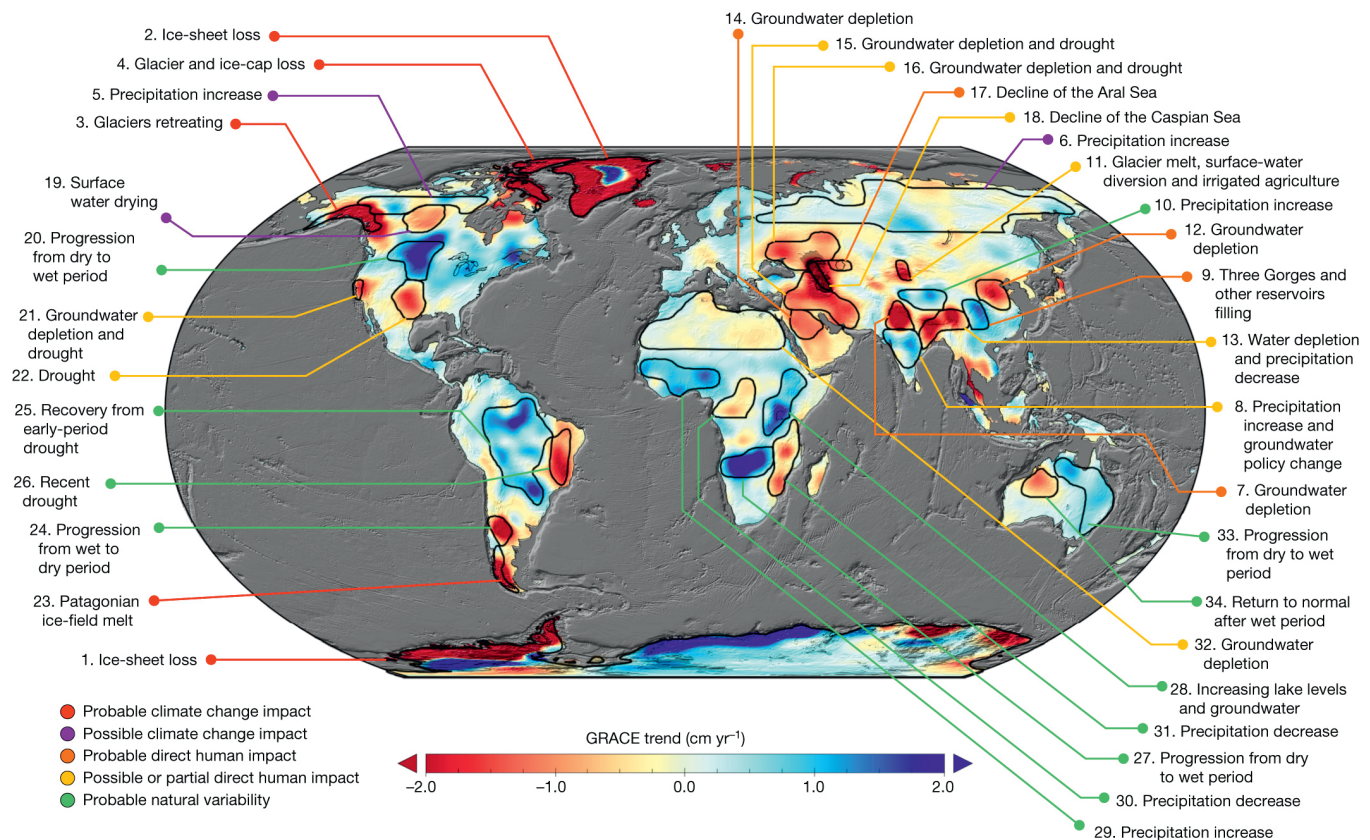 2. Ice-sheet loss
4. Glacier and ice-cap loss
5. Precipitation increase
3. Glaciers retreating
19. Surface
water drying
20. Progression
from dry to
wet period
21. Groundwater
depletion and
drought
22. Drought
25. Recovery from
early-period
drought
26. Recent
drought
24. Progression
from wet to
dry period
23. Patagonian
ice-field melt
1. Ice-sheet loss
14. Groundwater depletion
15. Groundwater depletion and drought
16. Groundwater depletion and drought
17. Decline of the Aral Sea
18. Decline of the Caspian Sea
6. Precipitation increase
11. Glacier melt, surface-water
diversion and irrigated agriculture
10. Precipitation increase
12. Groundwater
depletion
9. Three Gorges and
other reservoirs
filling
13. Water depletion
and precipitation
decrease
8. Precipitation
increase and
groundwater
policy change
7. Groundwater
depletion
33. Progression
from dry to wet
period
34. Return to normal
after wet period
32. Groundwater
depletion
28. Increasing lake levels
and groundwater
31. Precipitation decrease
27. Progression from dry
to wet period
30. Precipitation decrease
29. Precipitation increase
Probable climate change impact
Possible climate change impact
Probable direct human impact
Possible or partial direct human impact
Probable natural variability
GRACE trend (cm yr⁻¹)
−2.0 −1.0 0.0 1.0 2.0